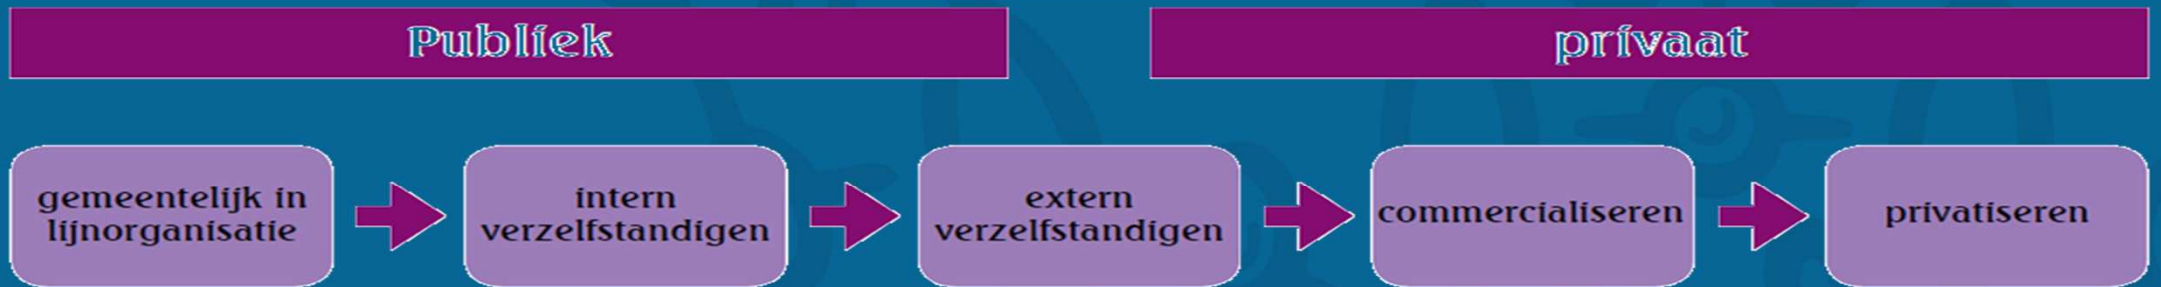 Publiek
privaat
gemeentelijk in
lijnorganisatie
intern
verzelfstandigen
extern
verzelfstandigen
commercialiseren
privatiseren